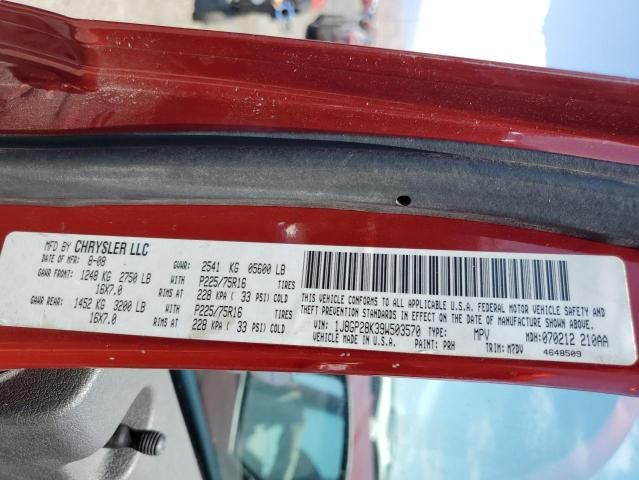 MFD BY CHRYSLER LLC
DATE OF MFR: 8-08 GVWR: 2541 KG 05600 LB
GAWR FRONT: 1248 KG 2750 LB WITH P225/75R16 TIRES
16X7.0 RIMS AT 228 KPA ( 33 PSI) COLD
GAWR REAR: 1452 KG 3200 LB WITH P225/75R16 TIRES
16X7.0 RIMS AT 228 KPA ( 33 PSI) COLD
THIS VEHICLE CONFORMS TO ALL APPLICABLE U.S.A. FEDERAL MOTOR VEHICLE SAFETY AND
THEFT PREVENTION STANDARDS IN EFFECT ON THE DATE OF MANUFACTURE SHOWN ABOVE.
VIN: 1J8GP28K39W503570 TYPE: MPV MDH: 070212 210AA
VEHICLE MADE IN U.S.A. PAINT: PRH TRIM: M7DV 4648509